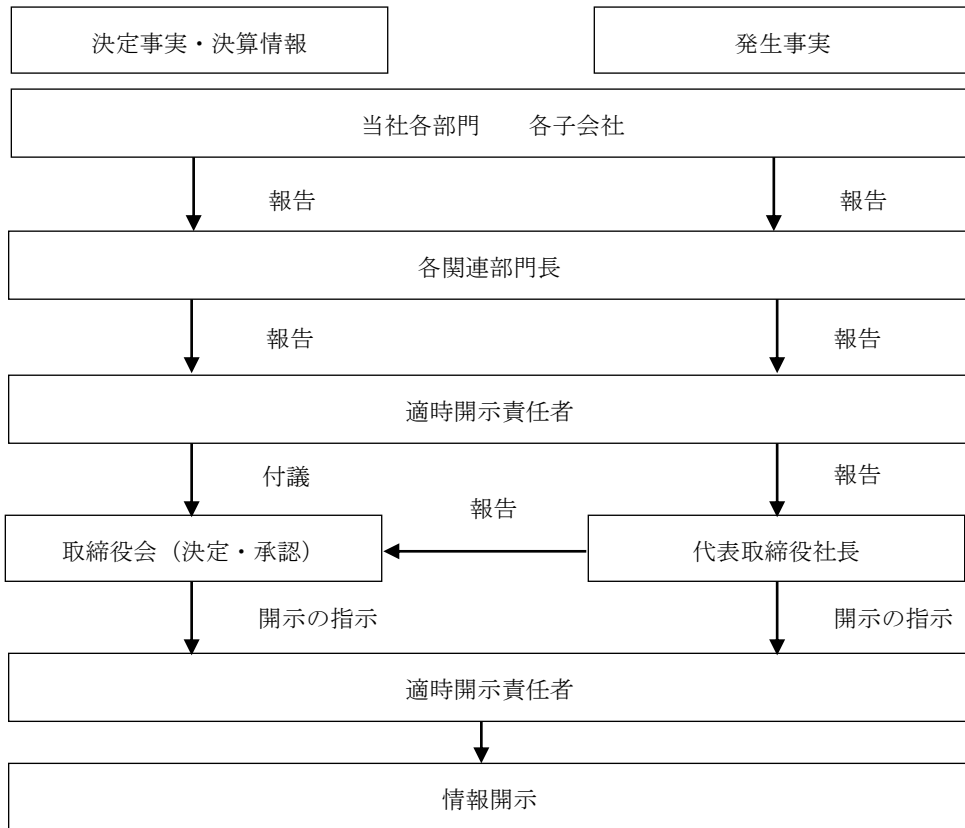 決定事実・決算情報
発生事実
当社各部門　　各子会社
報告
報告
各関連部門長
報告
報告
適時開示責任者
付議
報告
報告
取締役会（決定・承認）
代表取締役社長
開示の指示
開示の指示
適時開示責任者
情報開示